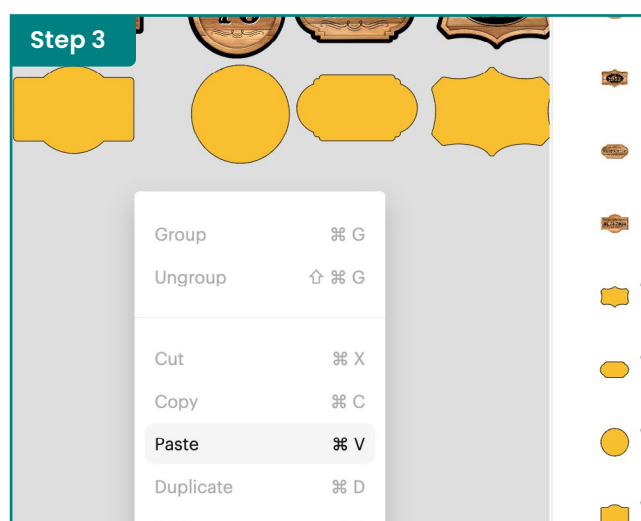 Step 3
Group ⌘ G
Ungroup ⇧ ⌘ G
Cut ⌘ X
Copy ⌘ C
Paste ⌘ V
Duplicate ⌘ D